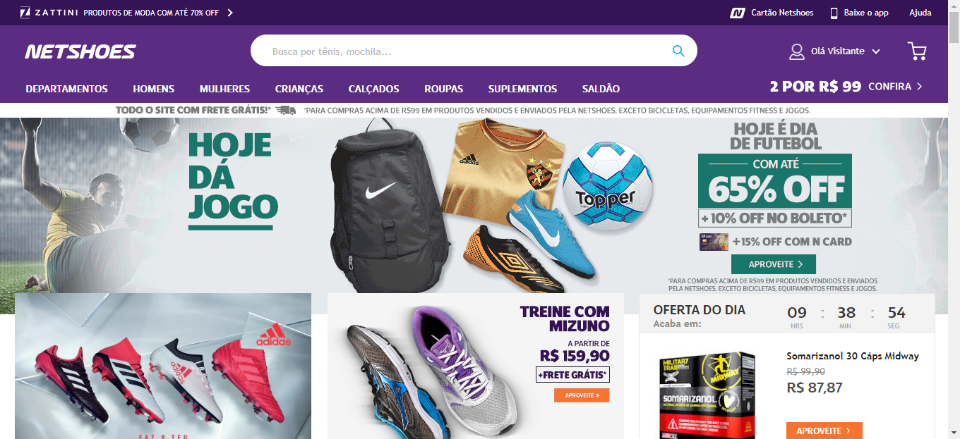 ZATTINI PRODUTOS DE MODA COM ATÉ 70% OFF
Cartão Netshoes
Baixe o app
Ajuda
NETSHOES
Busca por tênis, mochila...
Olá Visitante
DEPARTAMENTOS HOMENS MULHERES CRIANÇAS CALÇADOS ROUPAS SUPLEMENTOS SALDÃO
2 POR R$ 99 CONFIRA
TODO O SITE COM FRETE GRÁTIS!* *PARA COMPRAS ACIMA DE R$99 EM PRODUTOS VENDIDOS E ENVIADOS PELA NETSHOES. EXCETO BICICLETAS, EQUIPAMENTOS FITNESS E JOGOS.
HOJE
DÁ
JOGO
adidas
Topper
HOJE É DIA
DE FUTEBOL
COM ATÉ
65% OFF
+10% OFF NO BOLETO*
+ 15% OFF COM N CARD
APROVEITE
*PARA COMPRAS ACIMA DE R$99 EM PRODUTOS VENDIDOS E ENVIADOS
PELA NETSHOES, EXCETO BICICLETAS, EQUIPAMENTOS FITNESS E JOGOS.
adidas
TREINE COM
MIZUNO
A PARTIR DE
R$ 159,90
+FRETE GRÁTIS*
APROVEITE
OFERTA DO DIA
Acaba em:
09 : 38 : 54
HRS MIN SEG
MILITARY
TRAIL
MIDWAY
SOMARIZANOL
Somarizanol 30 Cáps Midway
R$ 99,90
R$ 87,87
APROVEITE